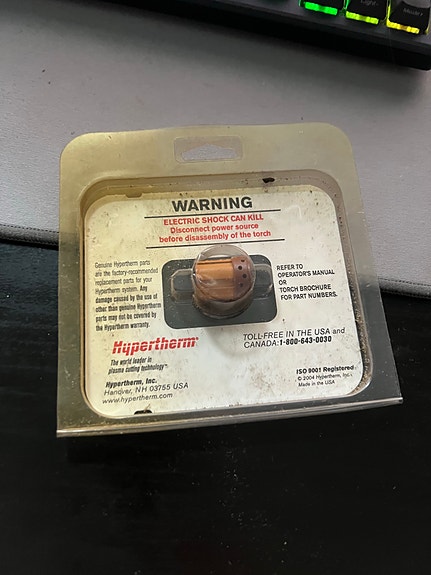 WARNING
ELECTRIC SHOCK CAN KILL
Disconnect power source
before disassembly of the torch
Genuine Hypertherm parts
are the factory-recommended
replacement parts for your
Hypertherm system. Any
damage caused by the use of
other than genuine Hypertherm
parts may not be covered by
the Hypertherm warranty.
REFER TO
OPERATOR'S MANUAL
OR
TORCH BROCHURE
FOR PART NUMBERS.
Hypertherm®
The world leader in
plasma cutting technology™
TOLL-FREE IN THE USA and
CANADA: 1-800-643-0030
Hypertherm, Inc.
Hanover, NH 03755 USA
www.hypertherm.com
ISO 9001 Registered
© 2004 Hypertherm, Inc.
Made in the USA